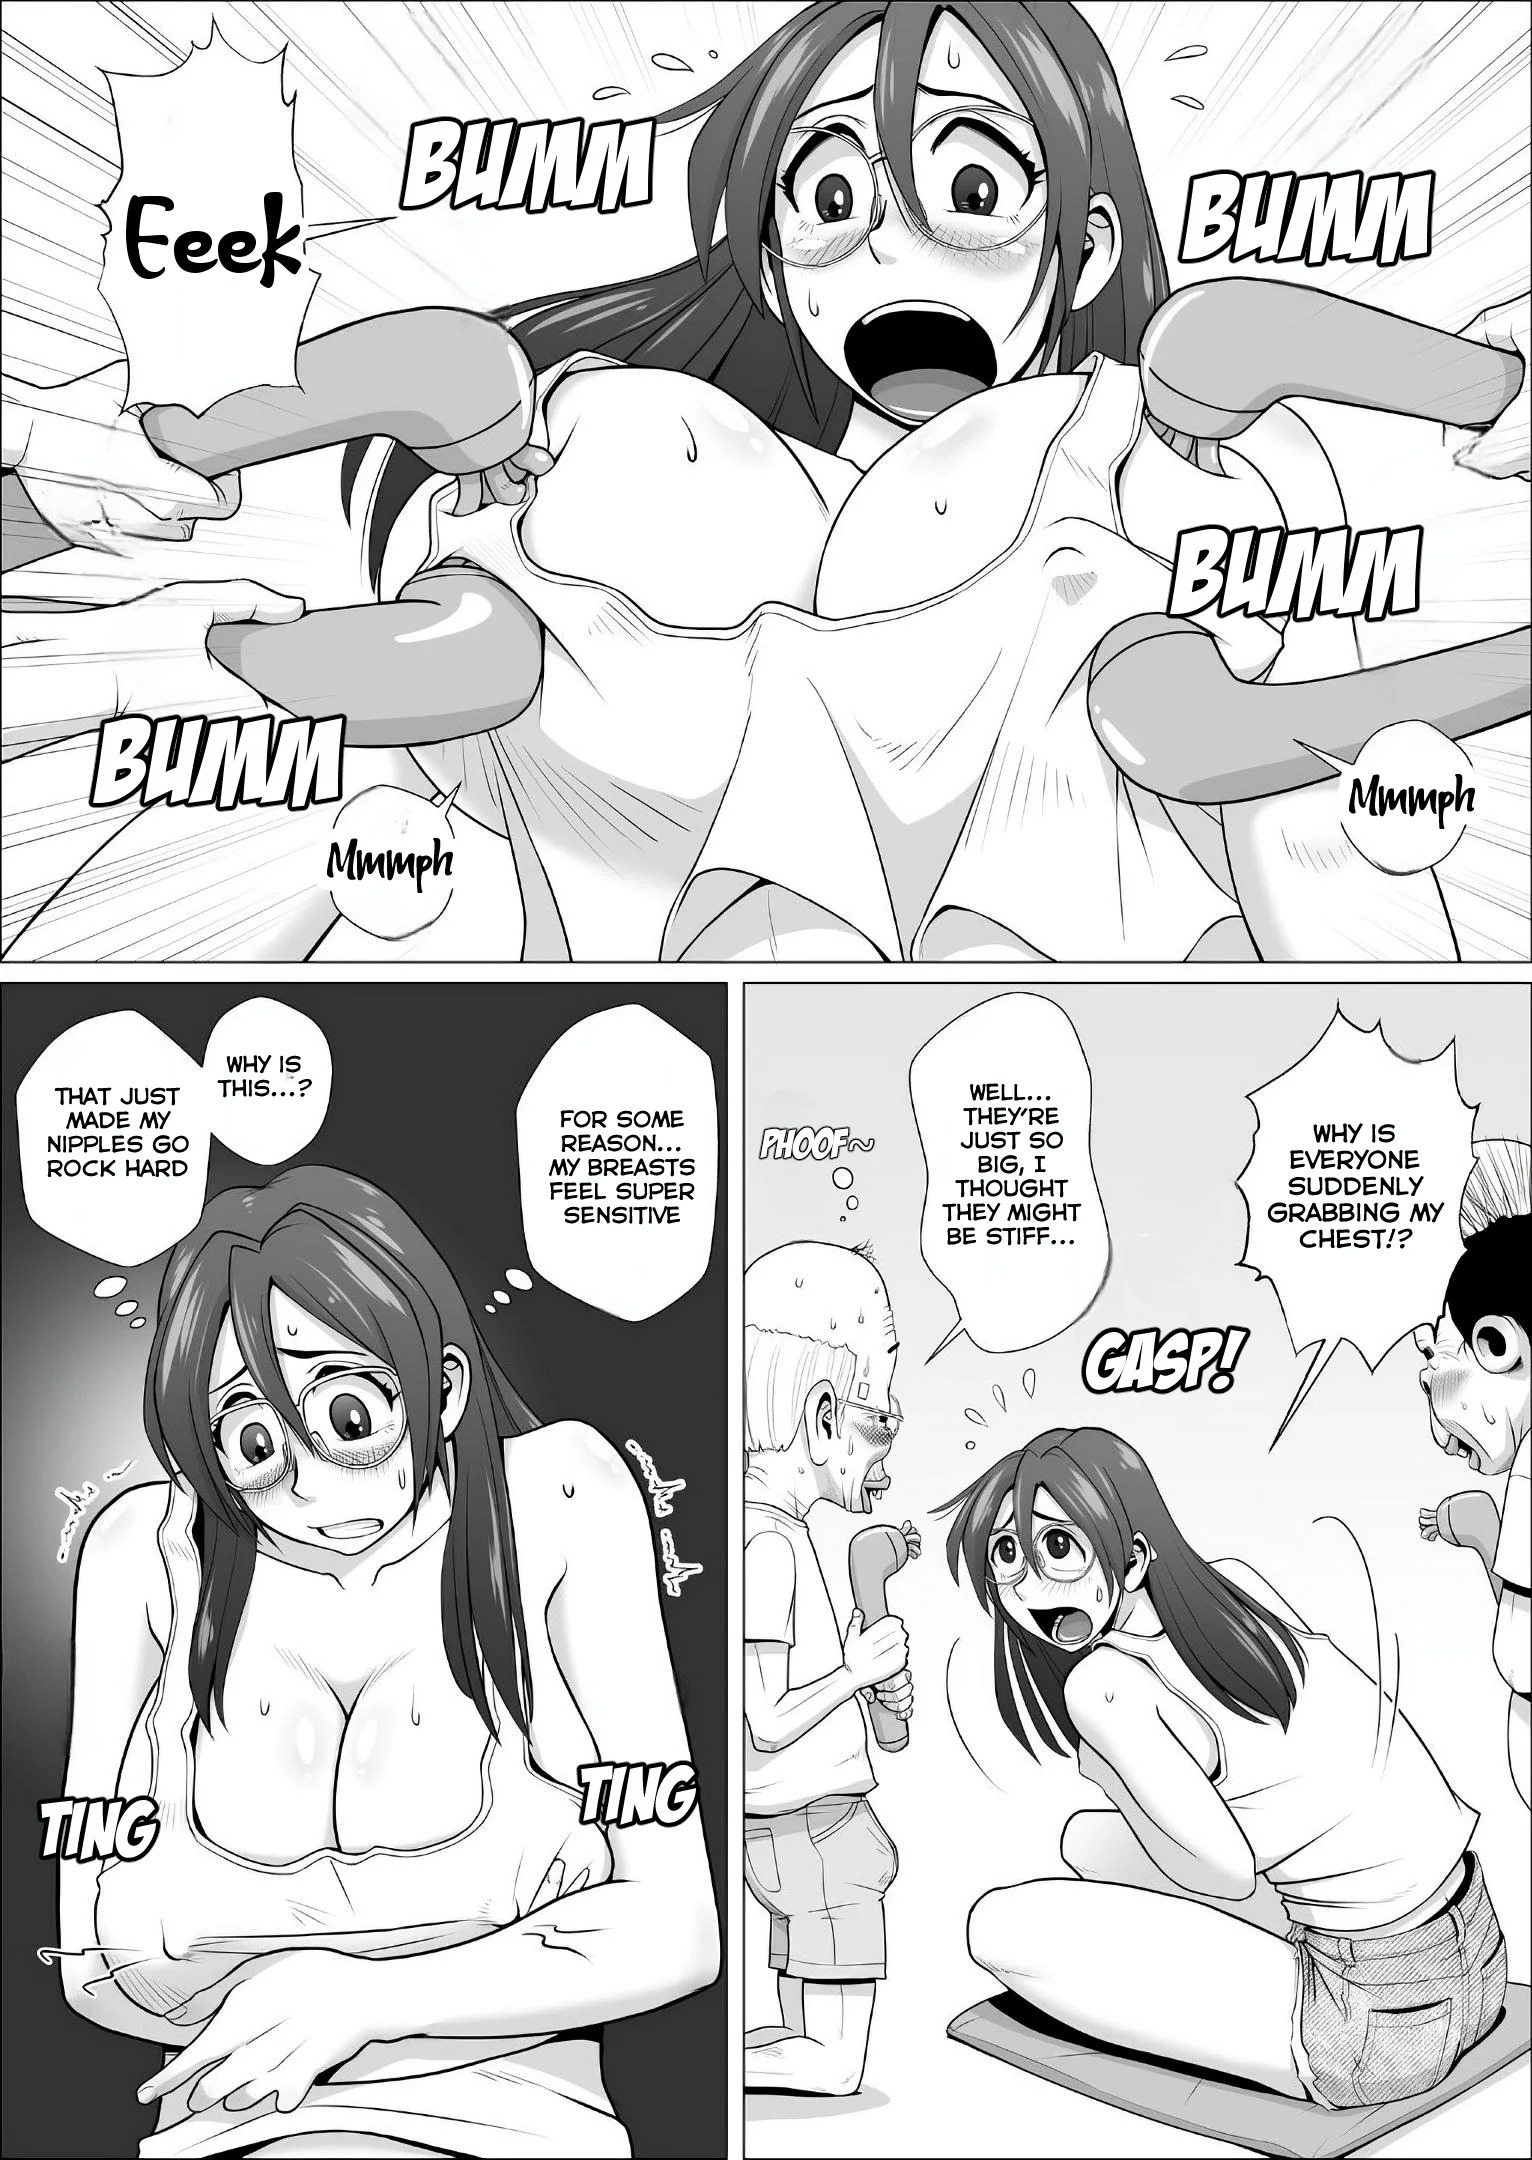 Eeek
BUMM
BUMM
BUMM
BUMM
Mmmph
Mmmph
THAT JUST
MADE MY
NIPPLES GO
ROCK HARD
WHY IS
THIS...?
FOR SOME
REASON...
MY BREASTS
FEEL SUPER
SENSITIVE
TING
TING
PHOOF~
WELL...
THEY'RE
JUST SO
BIG, I
THOUGHT
THEY MIGHT
BE STIFF...
WHY IS
EVERYONE
SUDDENLY
GRABBING MY
CHEST!?
GASP!